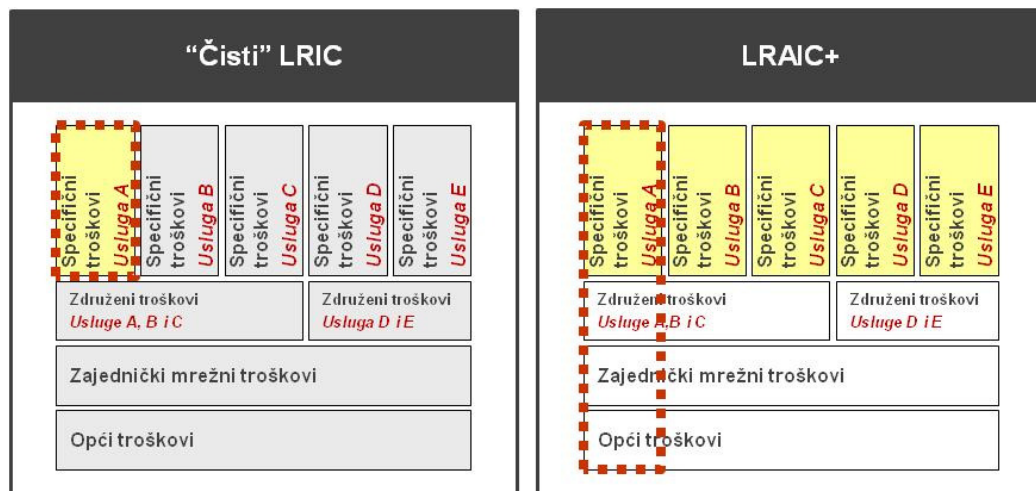 “Čisti” LRIC
Specifični
troškovi
Usluga A
Specifični
troškovi
Usluga B
Specifični
troškovi
Usluga C
Specifični
troškovi
Usluga D
Specifični
troškovi
Usluga E
Združeni troškovi
Usluge A, B i C
Združeni troškovi
Usluga D i E
Zajednički mrežni troškovi
Opći troškovi
LRAIC+
Specifični
troškovi
Usluga A
Specifični
troškovi
Usluga B
Specifični
troškovi
Usluga C
Specifični
troškovi
Usluga D
Specifični
troškovi
Usluga E
Združeni troškovi
Usluge A,B i C
Združeni troškovi
Usluge D i E
Zajednički mrežni troškovi
Opći troškovi